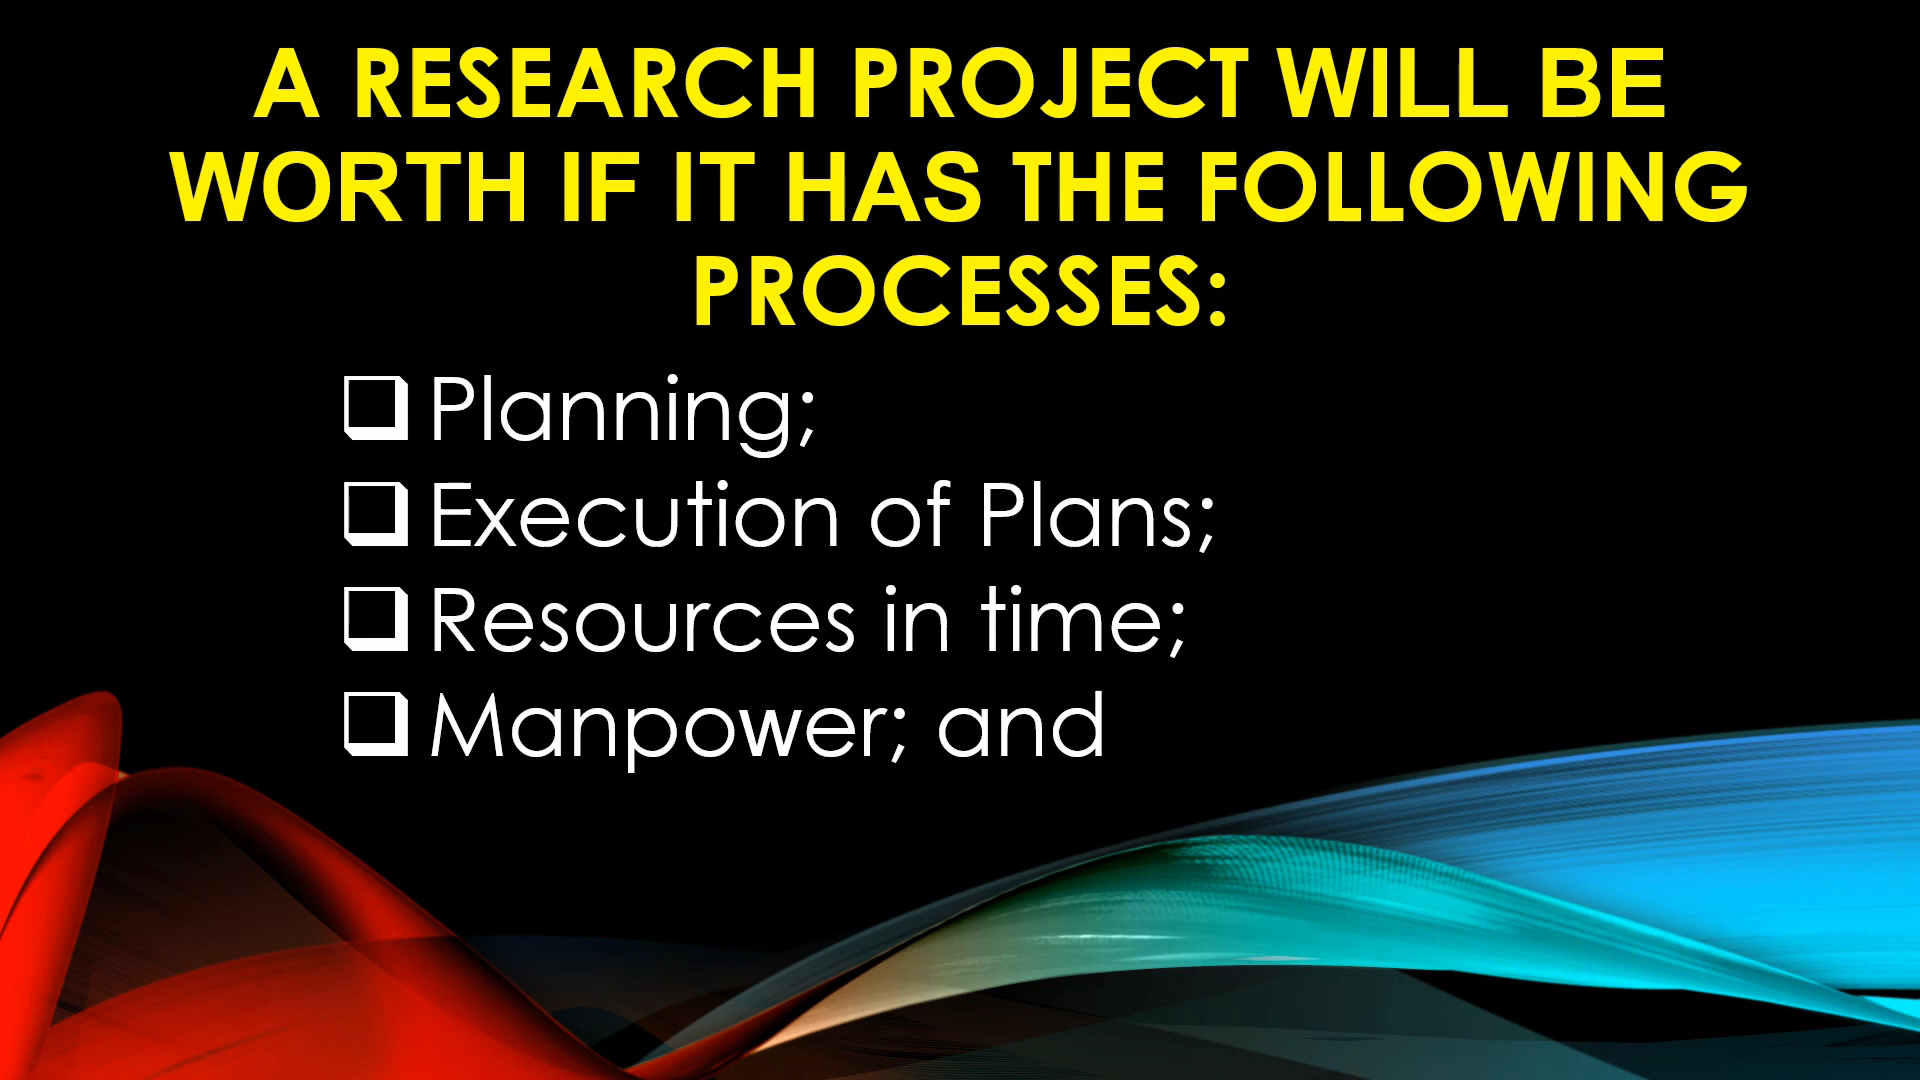 A RESEARCH PROJECT WILL BE
WORTH IF IT HAS THE FOLLOWING
PROCESSES:
Planning;
Execution of Plans;
Resources in time;
Manpower; and